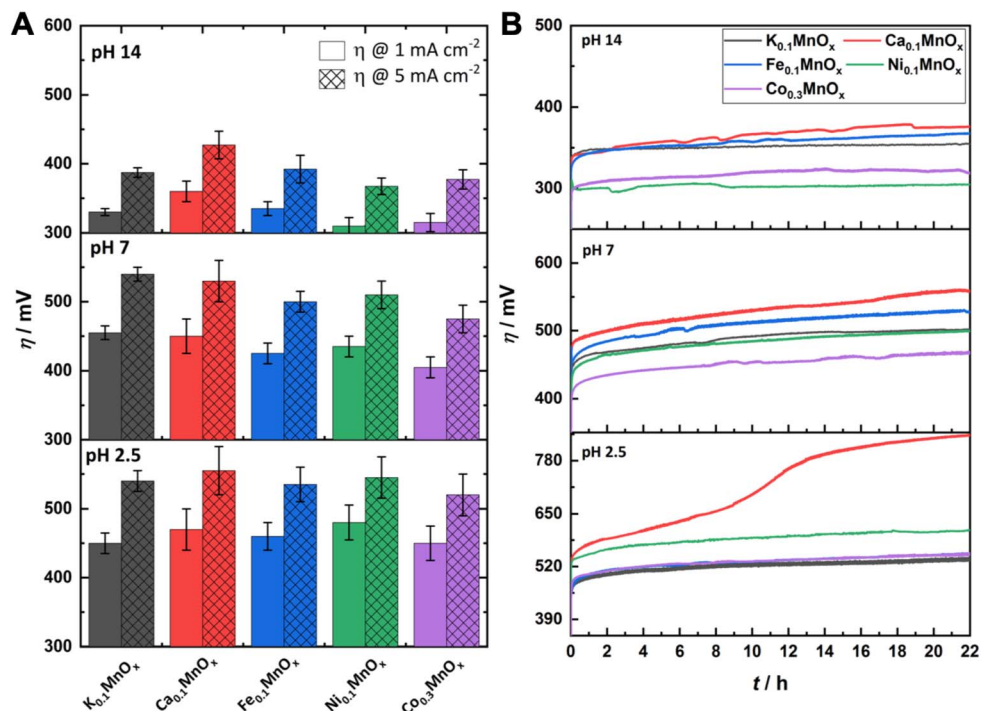 A
600
pH 14
η @ 1 mA cm⁻²
η @ 5 mA cm⁻²
500
400
300
pH 7
500
400
300
pH 2.5
500
400
300
η / mV
K₀.₁MnOₓ
Ca₀.₁MnOₓ
Fe₀.₁MnOₓ
Ni₀.₁MnOₓ
Co₀.₃MnOₓ
B
500
pH 14
K₀.₁MnOₓ Ca₀.₁MnOₓ
Fe₀.₁MnOₓ Ni₀.₁MnOₓ
Co₀.₃MnOₓ
400
300
pH 7
600
500
400
pH 2.5
780
650
520
390
η / mV
0 2 4 6 8 10 12 14 16 18 20 22
t / h